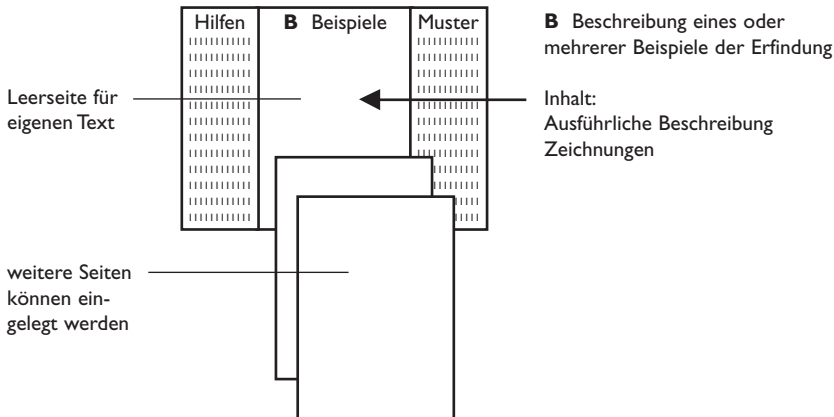 Hilfen
B Beispiele
Muster
B Beschreibung eines oder
mehrerer Beispiele der Erfindung
Leerseite für
eigenen Text
Inhalt:
Ausführliche Beschreibung
Zeichnungen
weitere Seiten
können ein-
gelegt werden